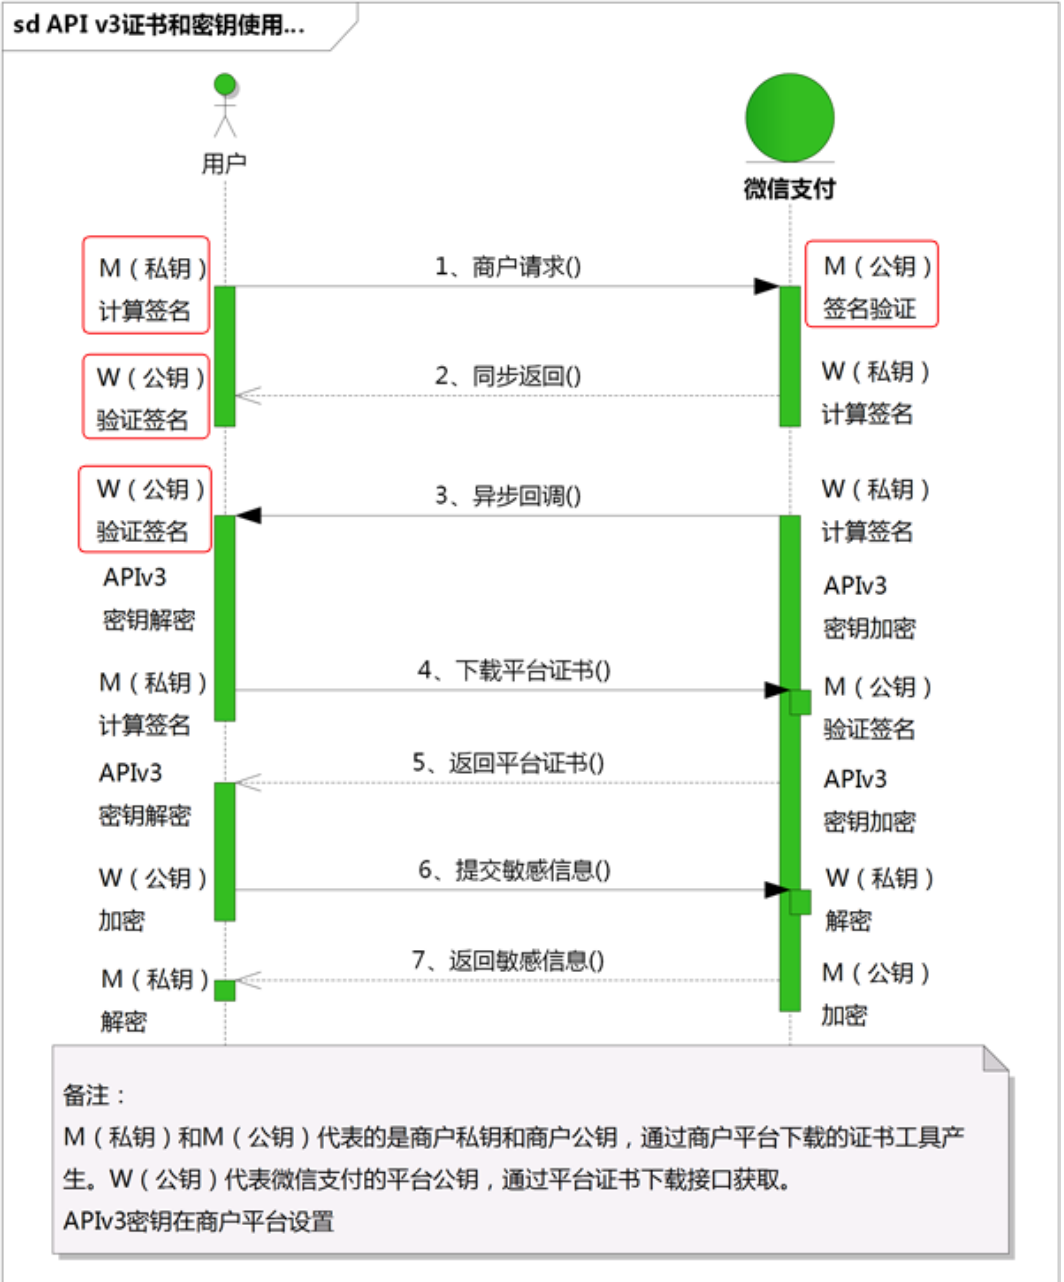 sd API v3证书和密钥使用...
用户
微信支付
M（私钥）
计算签名
1、商户请求()
M（公钥）
签名验证
W（公钥）
验证签名
2、同步返回()
W（私钥）
计算签名
W（公钥）
验证签名
3、异步回调()
W（私钥）
计算签名
APIv3
密钥解密
APIv3
密钥加密
M（私钥）
计算签名
4、下载平台证书()
M（公钥）
验证签名
APIv3
密钥解密
5、返回平台证书()
APIv3
密钥加密
W（公钥）
加密
6、提交敏感信息()
W（私钥）
解密
M（私钥）
解密
7、返回敏感信息()
M（公钥）
加密
备注：
M（私钥）和M（公钥）代表的是商户私钥和商户公钥，通过商户平台下载的证书工具产
生。W（公钥）代表微信支付的平台公钥，通过平台证书下载接口获取。
APIv3密钥在商户平台设置